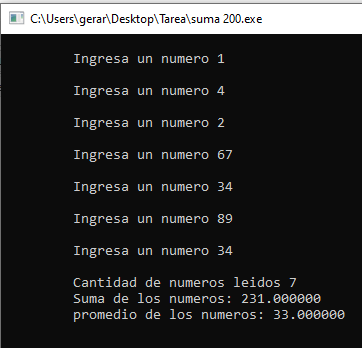 C:\Users\gerar\Desktop\Tarea\suma 200.exe
Ingresa un numero 1
Ingresa un numero 4
Ingresa un numero 2
Ingresa un numero 67
Ingresa un numero 34
Ingresa un numero 89
Ingresa un numero 34
Cantidad de numeros leidos 7
Suma de los numeros: 231.000000
promedio de los numeros: 33.000000